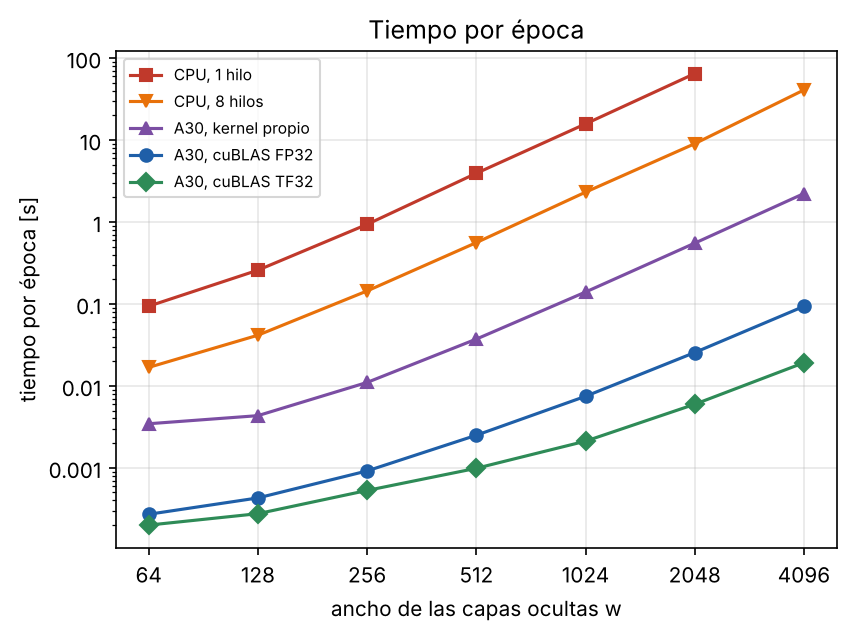 Tiempo por época
100
10
1
0.1
0.01
0.001
tiempo por época [s]
CPU, 1 hilo
CPU, 8 hilos
A30, kernel propio
A30, cuBLAS FP32
A30, cuBLAS TF32
64 128 256 512 1024 2048 4096
ancho de las capas ocultas w